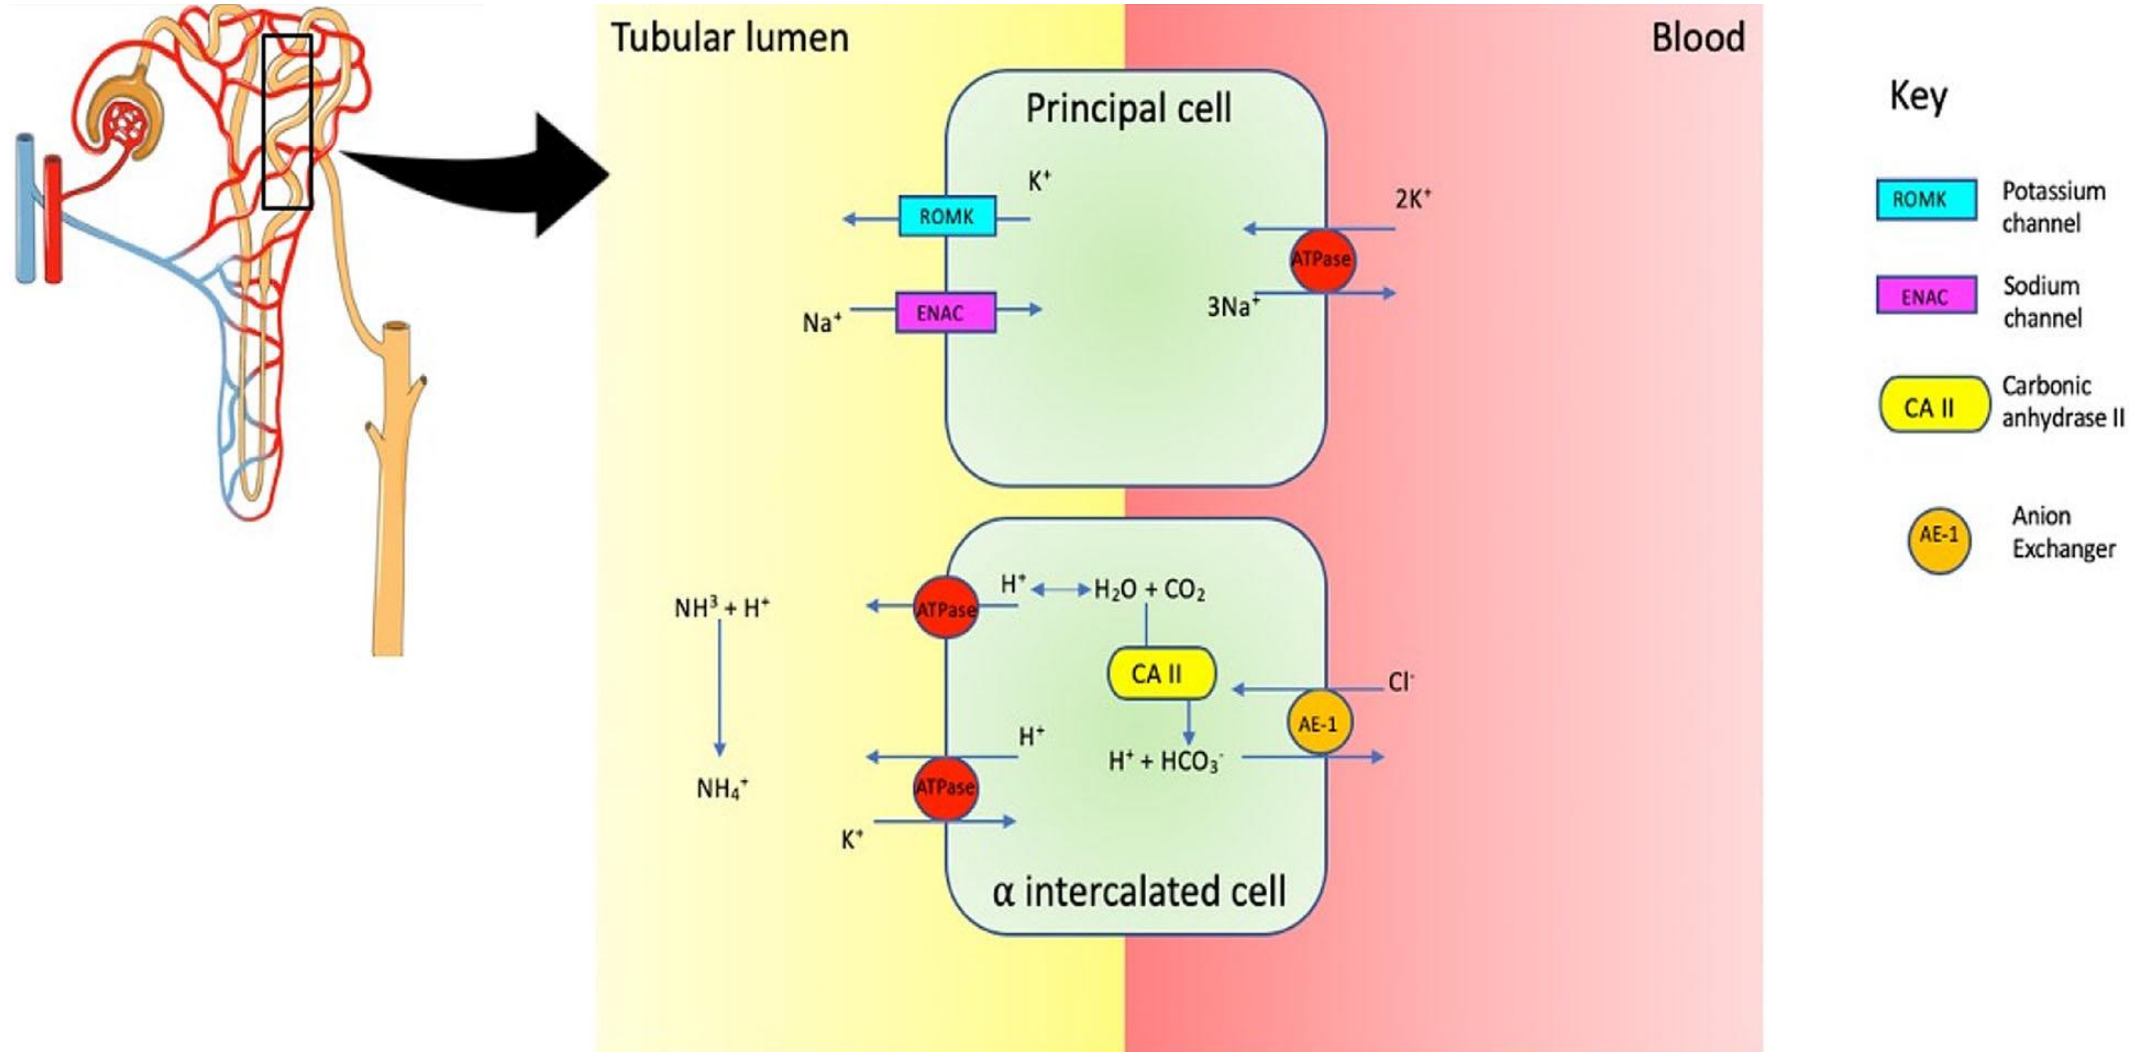 Tubular lumen
Blood
Principal cell
K⁺
ROMK
2K⁺
ATPase
Na⁺
ENAC
3Na⁺
NH³ + H⁺
ATPase
H⁺
H₂O + CO₂
CA II
Cl⁻
AE-1
H⁺
H⁺ + HCO₃⁻
NH₄⁺
ATPase
K⁺
α intercalated cell
Key
ROMK
Potassium
channel
ENAC
Sodium
channel
CA II
Carbonic
anhydrase II
AE-1
Anion
Exchanger